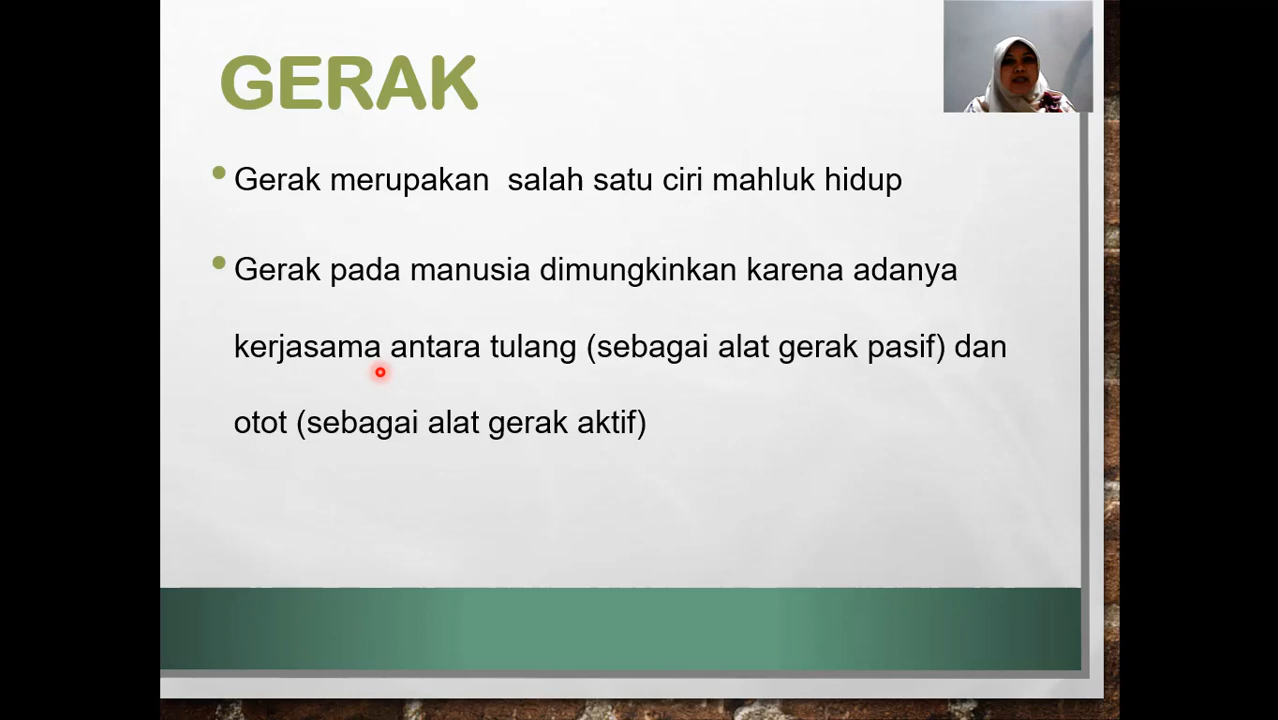 GERAK
• Gerak merupakan  salah satu ciri mahluk hidup
• Gerak pada manusia dimungkinkan karena adanya
kerjasama antara tulang (sebagai alat gerak pasif) dan
otot (sebagai alat gerak aktif)